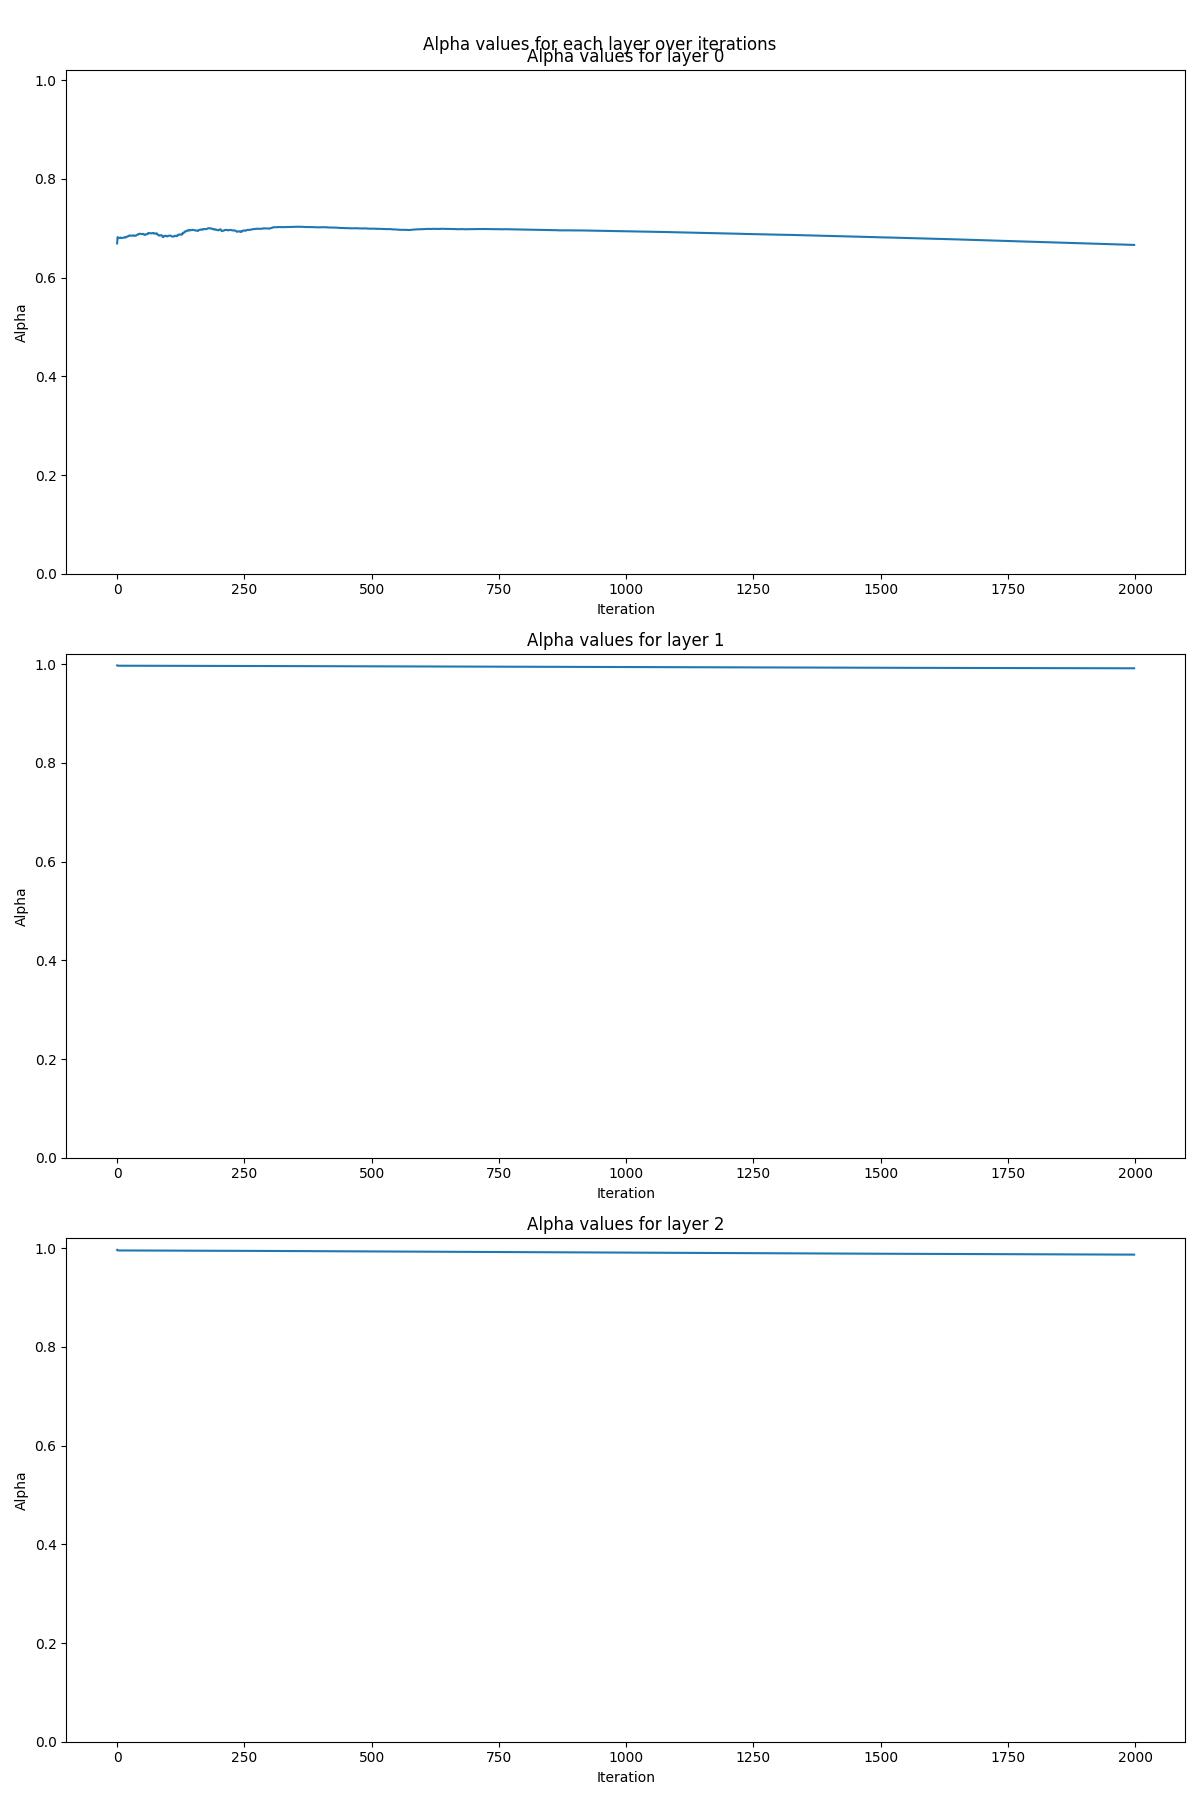 Alpha values for each layer over iterations
Alpha values for layer 0
1.0
0.8
0.6
0.4
0.2
0.0
Alpha
0 250 500 750 1000 1250 1500 1750 2000
Iteration
Alpha values for layer 1
1.0
0.8
0.6
0.4
0.2
0.0
Alpha
0 250 500 750 1000 1250 1500 1750 2000
Iteration
Alpha values for layer 2
1.0
0.8
0.6
0.4
0.2
0.0
Alpha
0 250 500 750 1000 1250 1500 1750 2000
Iteration